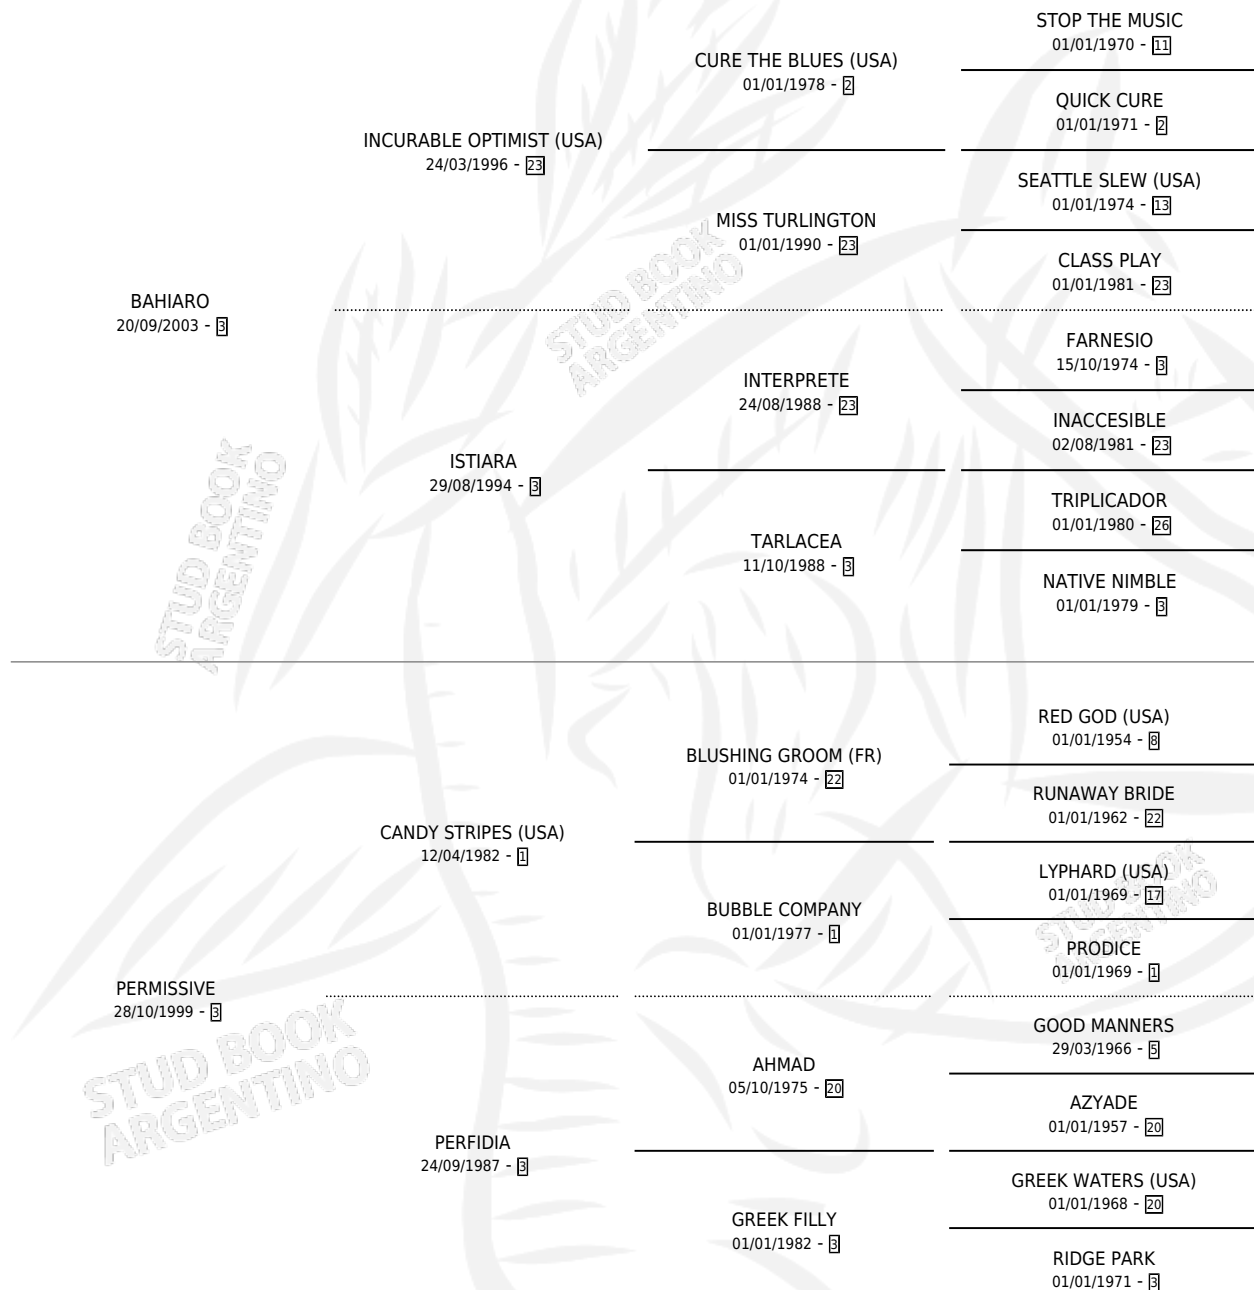 STOP THE MUSIC
01/01/1970 - 11
CURE THE BLUES (USA)
01/01/1978 - 2
QUICK CURE
01/01/1971 - 2
INCURABLE OPTIMIST (USA)
24/03/1996 - 23
SEATTLE SLEW (USA)
01/01/1974 - 13
MISS TURLINGTON
01/01/1990 - 23
CLASS PLAY
01/01/1981 - 23
BAHIARO
20/09/2003 - 3
STUD BOOK
ARGENTINO
FARNESIO
15/10/1974 - 3
INTERPRETE
24/08/1988 - 23
INACCESIBLE
02/08/1981 - 23
ISTIARA
29/08/1994 - 3
TRIPLICADOR
01/01/1980 - 26
TARLACEA
11/10/1988 - 3
NATIVE NIMBLE
01/01/1979 - 3
STUD BOOK
ARGENTINO
RED GOD (USA)
01/01/1954 - 8
BLUSHING GROOM (FR)
01/01/1974 - 22
RUNAWAY BRIDE
01/01/1962 - 22
CANDY STRIPES (USA)
12/04/1982 - 1
LYPHARD (USA)
01/01/1969 - 17
BUBBLE COMPANY
01/01/1977 - 1
STUD BOOK
ARGENTINO
PRODICE
01/01/1969 - 1
PERMISSIVE
28/10/1999 - 3
GOOD MANNERS
29/03/1966 - 5
AHMAD
05/10/1975 - 20
STUD BOOK
ARGENTINO
AZYADE
01/01/1957 - 20
PERFIDIA
24/09/1987 - 3
GREEK WATERS (USA)
01/01/1968 - 20
GREEK FILLY
01/01/1982 - 3
RIDGE PARK
01/01/1971 - 3